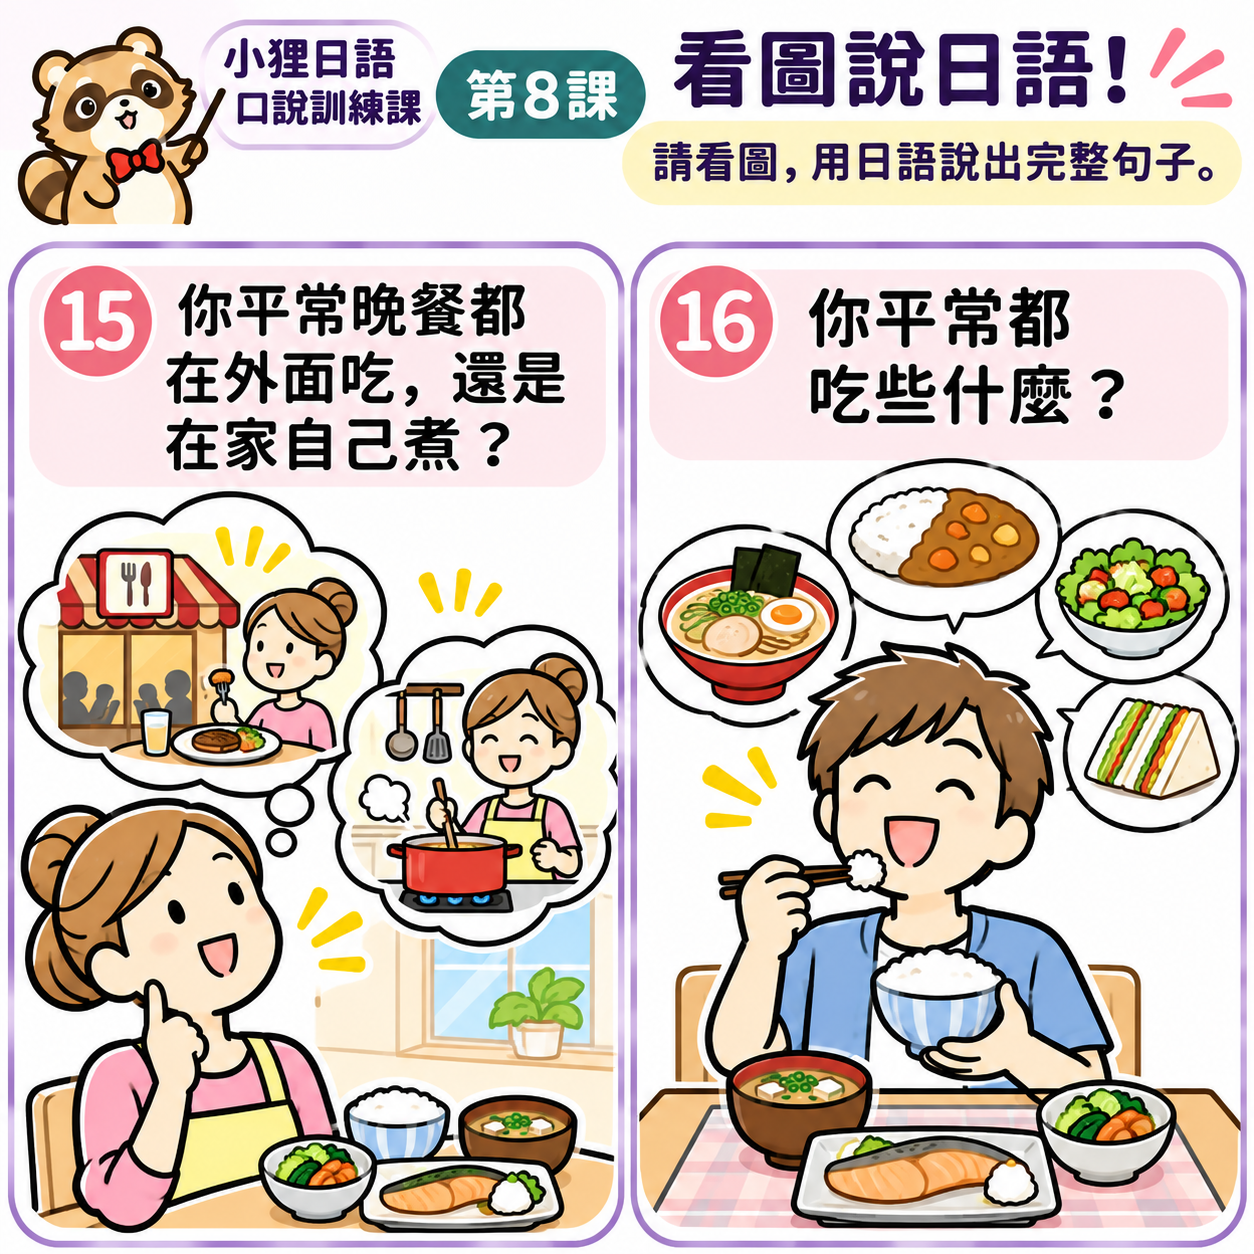 小狸日語
口說訓練課
第8課
看圖說日語！
請看圖，用日語說出完整句子。
15
你平常晚餐都
在外面吃，還是
在家自己煮？
16
你平常都
吃些什麼？